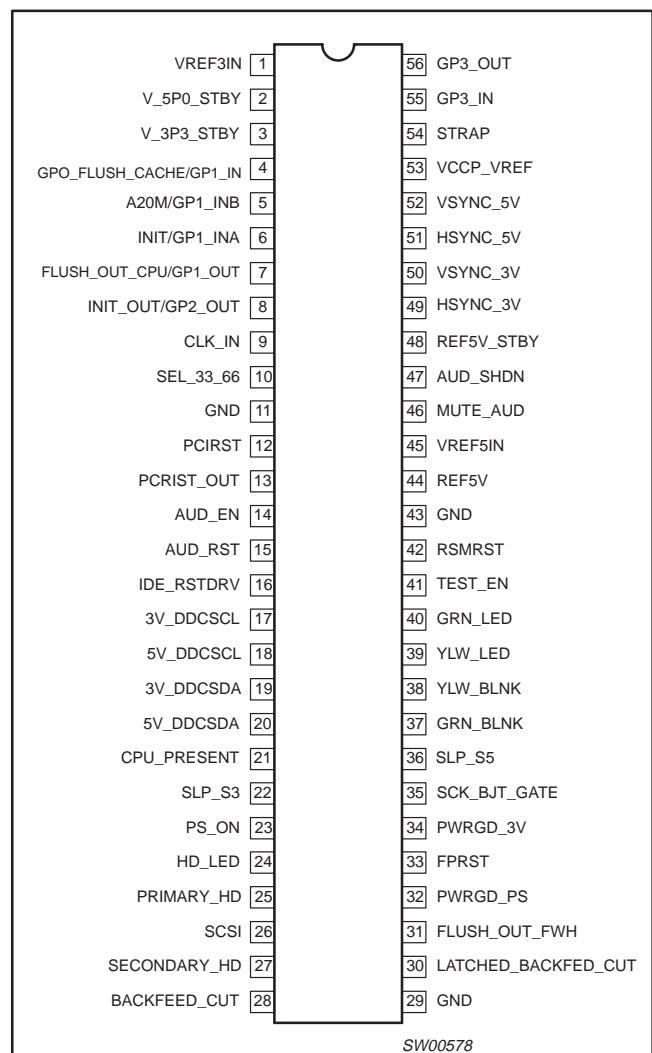 VREF3IN 1 56 GP3_OUT
V_5P0_STBY 2 55 GP3_IN
V_3P3_STBY 3 54 STRAP
GPO_FLUSH_CACHE/GP1_IN 4 53 VCCP_VREF
A20M/GP1_INB 5 52 VSYNC_5V
INIT/GP1_INA 6 51 HSYNC_5V
FLUSH_OUT_CPU/GP1_OUT 7 50 VSYNC_3V
INIT_OUT/GP2_OUT 8 49 HSYNC_3V
CLK_IN 9 48 REF5V_STBY
SEL_33_66 10 47 AUD_SHDN
GND 11 46 MUTE_AUD
PCIRST 12 45 VREF5IN
PCRIST_OUT 13 44 REF5V
AUD_EN 14 43 GND
AUD_RST 15 42 RSMRST
IDE_RSTDRV 16 41 TEST_EN
3V_DDCSCL 17 40 GRN_LED
5V_DDCSCL 18 39 YLW_LED
3V_DDCSDA 19 38 YLW_BLNK
5V_DDCSDA 20 37 GRN_BLNK
CPU_PRESENT 21 36 SLP_S5
SLP_S3 22 35 SCK_BJT_GATE
PS_ON 23 34 PWRGD_3V
HD_LED 24 33 FPRST
PRIMARY_HD 25 32 PWRGD_PS
SCSI 26 31 FLUSH_OUT_FWH
SECONDARY_HD 27 30 LATCHED_BACKFED_CUT
BACKFEED_CUT 28 29 GND
SW00578